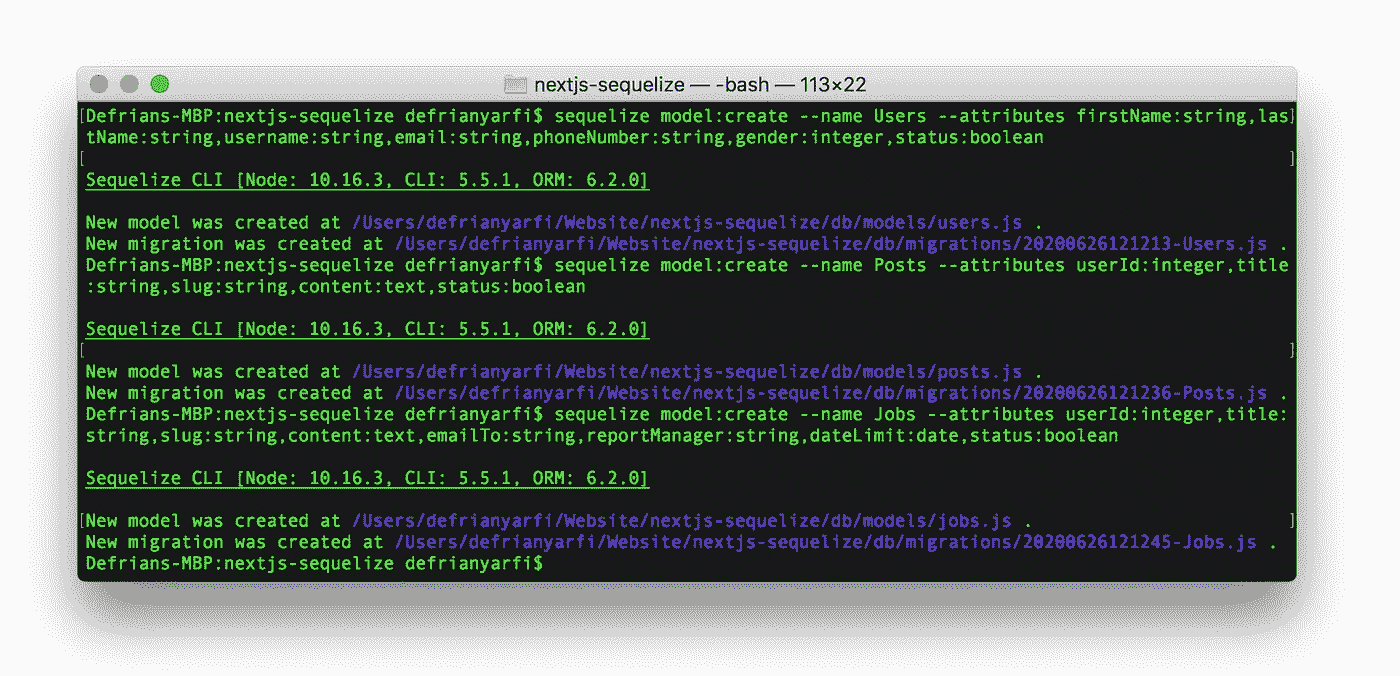 nextjs-sequelize — -bash — 113×22
[Defrians-MBP:nextjs-sequelize defrianyarfi$ sequelize model:create --name Users --attributes firstName:string,las]
tName:string,username:string,email:string,phoneNumber:string,gender:integer,status:boolean
[ ]
Sequelize CLI [Node: 10.16.3, CLI: 5.5.1, ORM: 6.2.0]
New model was created at /Users/defrianyarfi/Website/nextjs-sequelize/db/models/users.js .
New migration was created at /Users/defrianyarfi/Website/nextjs-sequelize/db/migrations/20200626121213-Users.js .
Defrians-MBP:nextjs-sequelize defrianyarfi$ sequelize model:create --name Posts --attributes userId:integer,title
:string,slug:string,content:text,status:boolean
Sequelize CLI [Node: 10.16.3, CLI: 5.5.1, ORM: 6.2.0]
[ ]
New model was created at /Users/defrianyarfi/Website/nextjs-sequelize/db/models/posts.js .
New migration was created at /Users/defrianyarfi/Website/nextjs-sequelize/db/migrations/20200626121236-Posts.js .
Defrians-MBP:nextjs-sequelize defrianyarfi$ sequelize model:create --name Jobs --attributes userId:integer,title:
string,slug:string,content:text,emailTo:string,reportManager:string,dateLimit:date,status:boolean
Sequelize CLI [Node: 10.16.3, CLI: 5.5.1, ORM: 6.2.0]
[New model was created at /Users/defrianyarfi/Website/nextjs-sequelize/db/models/jobs.js . ]
New migration was created at /Users/defrianyarfi/Website/nextjs-sequelize/db/migrations/20200626121245-Jobs.js .
Defrians-MBP:nextjs-sequelize defrianyarfi$